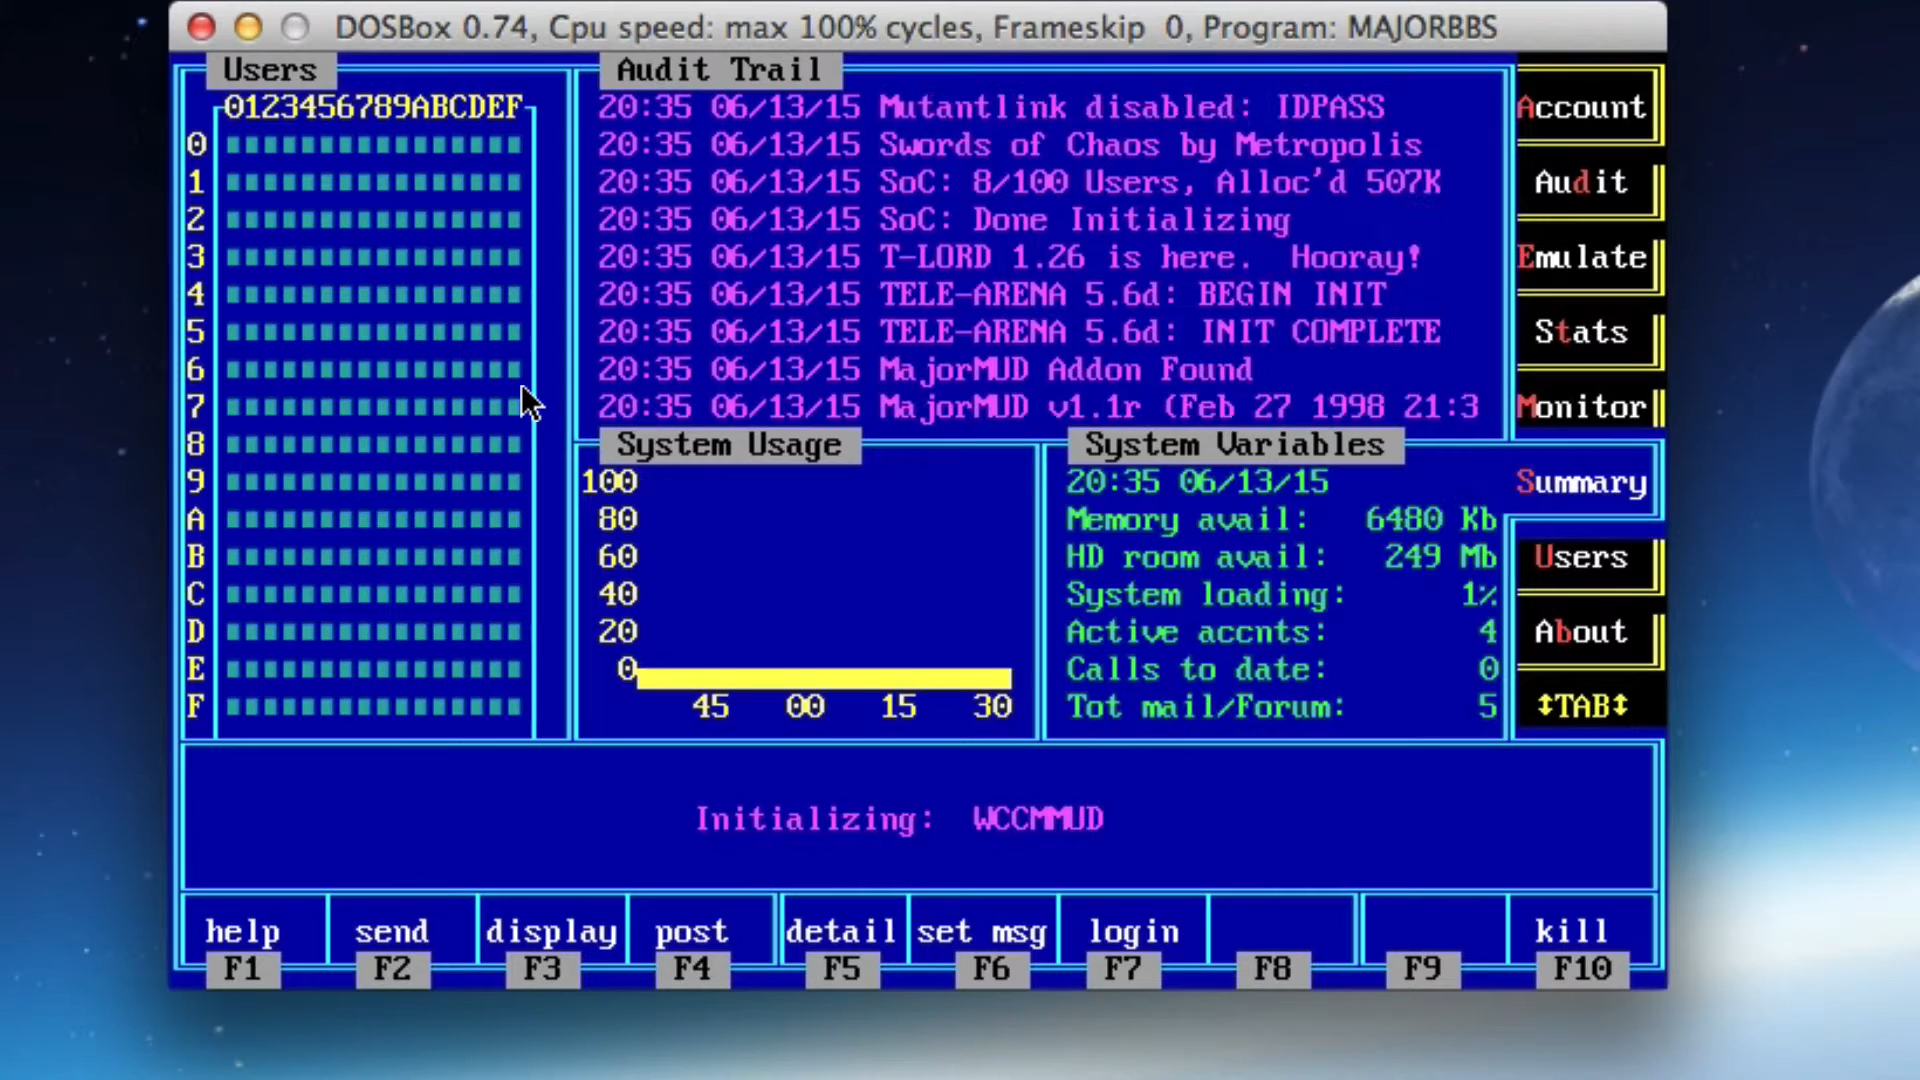 DOSBox 0.74, Cpu speed: max 100% cycles, Frameskip 0, Program: MAJORBBS
Users
0123456789ABCDEF
0
1
2
3
4
5
6
7
8
9
A
B
C
D
E
F
Audit Trail
20:35 06/13/15 Mutantlink disabled: IDPASS
20:35 06/13/15 Swords of Chaos by Metropolis
20:35 06/13/15 SoC: 8/100 Users, Alloc'd 507K
20:35 06/13/15 SoC: Done Initializing
20:35 06/13/15 T-LORD 1.26 is here. Hooray!
20:35 06/13/15 TELE-ARENA 5.6d: BEGIN INIT
20:35 06/13/15 TELE-ARENA 5.6d: INIT COMPLETE
20:35 06/13/15 MajorMUD Addon Found
20:35 06/13/15 MajorMUD v1.1r (Feb 27 1998 21:3
System Usage
100
80
60
40
20
0
45 00 15 30
System Variables
20:35 06/13/15
Memory avail: 6480 Kb
HD room avail: 249 Mb
System loading: 1%
Active accnts: 4
Calls to date: 0
Tot mail/Forum: 5
Account
Audit
Emulate
Stats
Monitor
Summary
Users
About
↕TAB↕
Initializing: WCCMMUD
help send display post detail set msg login kill
F1 F2 F3 F4 F5 F6 F7 F8 F9 F10